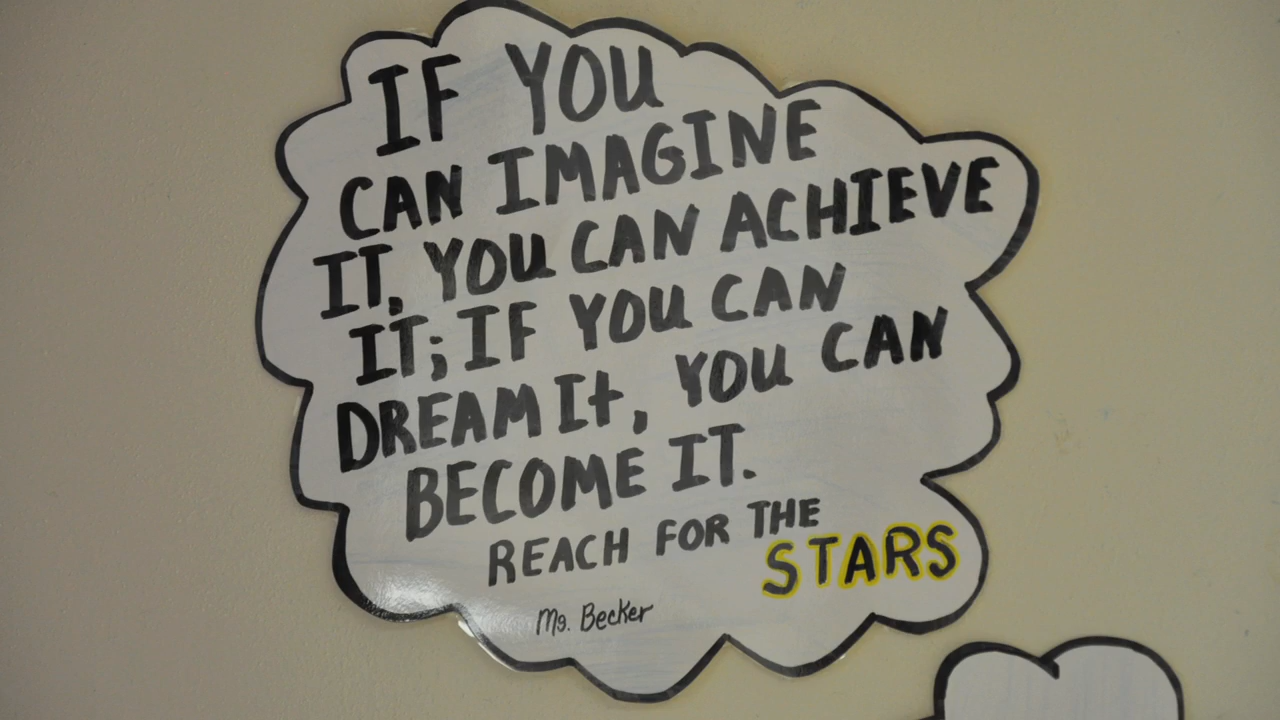 IF YOU
CAN IMAGINE
IT, YOU CAN ACHIEVE
IT; IF YOU CAN
DREAM It, YOU CAN
BECOME IT.
REACH FOR THE
STARS
Ms. Becker